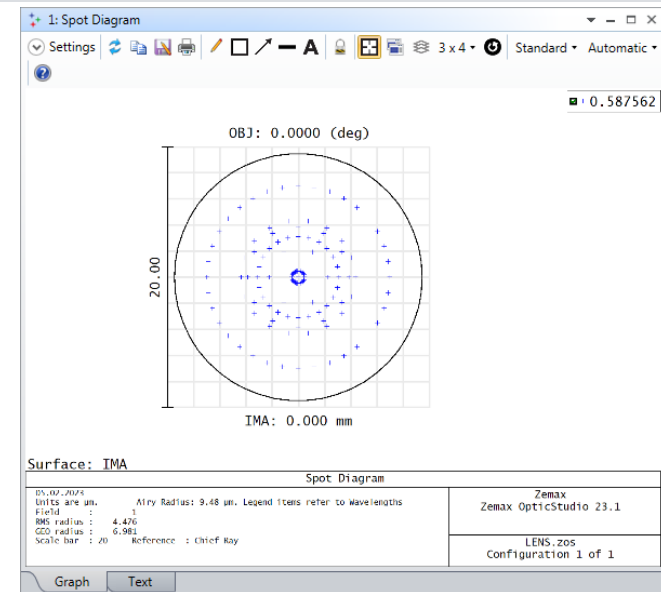 1: Spot Diagram
Settings A 3 x 4 Standard Automatic
0.587562
OBJ: 0.0000 (deg)
20.00
IMA: 0.000 mm
Surface: IMA
Spot Diagram
05.02.2023
Units are µm. Airy Radius: 9.48 µm. Legend items refer to Wavelengths
Field : 1
RMS radius : 4.476
GEO radius : 6.981
Scale bar : 20 Reference : Chief Ray
Zemax
Zemax OpticStudio 23.1
LENS.zos
Configuration 1 of 1
Graph Text